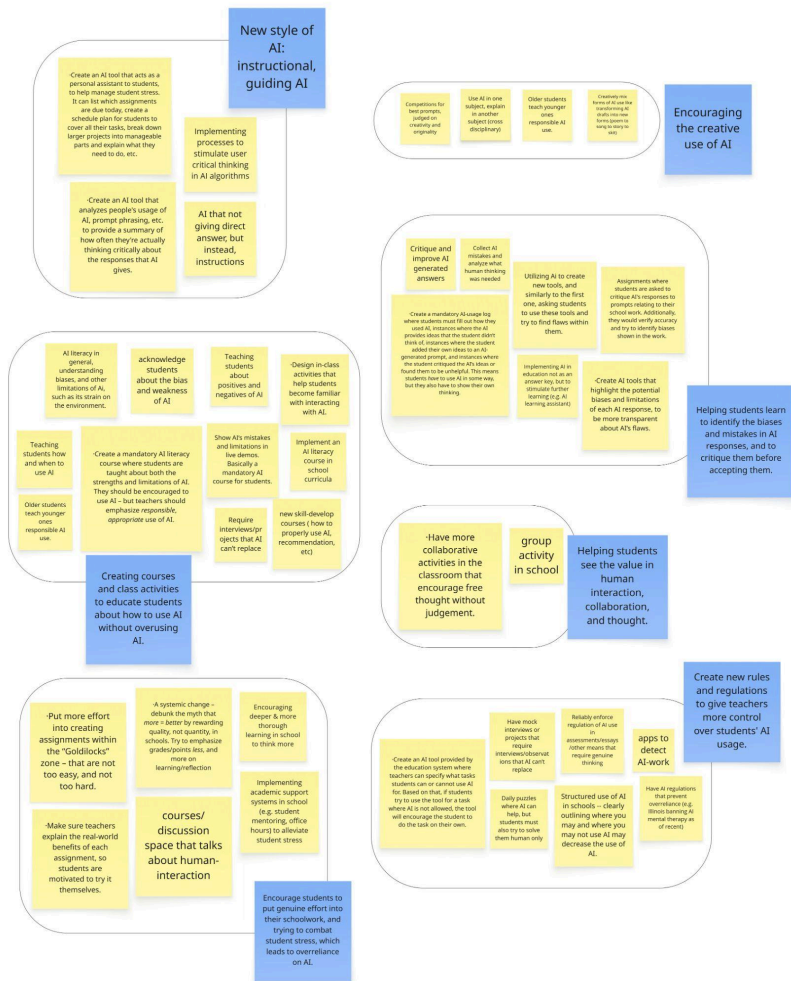 New style of
AI:
instructional,
guiding AI
·Create an AI tool that acts as a
personal assistant to students,
to help manage student stress.
It can list which assignments
are due today, create a
schedule plan for students to
cover all their tasks, break down
larger projects into manageable
parts and explain what they
need to do, etc.
Implementing
processes to
stimulate user
critical thinking
in AI algorithms
·Create an AI tool that
analyzes people's usage of
AI, prompt phrasing, etc.
to provide a summary of
how often they're actually
thinking critically about
the responses that AI
gives.
AI that not
giving direct
answer, but
instead,
instructions
Competitions for
best prompts,
judged on
creativity and
originality
Use AI in one
subject, explain
in another
subject (cross
disciplinary)
Older students
teach younger
ones
responsible AI
use.
Creatively mix
forms of AI use like
transforming AI
drafts into new
forms (poem to
song to story to
skit)
Encouraging
the creative
use of AI
Critique and
improve AI
generated
answers
Collect AI
mistakes and
analyze what
human thinking
was needed
Utilizing Ai to create
new tools, and
similarly to the first
one, asking students
to use these tools and
try to find flaws within
them.
Assignments where
students are asked to
critique AI's responses to
prompts relating to their
school work. Additionally,
they would verify accuracy
and try to identify biases
shown in the work.
·Create a mandatory AI-usage log
where students must fill out how they
used AI, instances where the AI
provides ideas that the student didn't
think of, instances where the student
added their own ideas to an AI-
generated prompt, and instances where
the student critiqued the AI's ideas or
found them to be unhelpful. This means
students have to use AI in some way,
but they also have to show their own
thinking.
Implementing AI in
education not as an
answer key, but to
stimulate further
learning (e.g. AI
learning assistant)
·Create AI tools that
highlight the potential
biases and limitations
of each AI response, to
be more transparent
about AI's flaws.
Helping students learn
to identify the biases
and mistakes in AI
responses, and to
critique them before
accepting them.
AI literacy in
general,
understanding
biases, and other
limitations of Ai,
such as its strain on
the environment.
acknowledge
students
about the bias
and weakness
of AI
Teaching
students
about
positives and
negatives of AI
·Design in-class
activities that
help students
become familiar
with interacting
with AI.
Teaching
students how
and when to
use AI
·Create a mandatory AI literacy
course where students are
taught about both the
strengths and limitations of AI.
They should be encouraged to
use AI – but teachers should
emphasize responsible,
appropriate use of AI.
Show AI's mistakes
and limitations in
live demos.
Basically a
mandatory AI
course for students.
Implement an
AI literacy
course in
school
curricula
Older students
teach younger
ones
responsible AI
use.
Require
interviews/pr
ojects that AI
can't replace
new skill-develop
courses ( how to
properly use AI,
recommendation,
etc)
Creating courses
and class activities
to educate students
about how to use AI
without overusing
AI.
·Have more
collaborative
activities in the
classroom that
encourage free
thought without
judgement.
group
activity
in school
Helping students
see the value in
human
interaction,
collaboration,
and thought.
·Put more effort
into creating
assignments within
the "Goldilocks"
zone – that are not
too easy, and not
too hard.
·A systemic change –
debunk the myth that
more = better by rewarding
quality, not quantity, in
schools. Try to emphasize
grades/points less, and
more on
learning/reflection
Encouraging
deeper & more
thorough
learning in school
to think more
·Make sure teachers
explain the real-world
benefits of each
assignment, so
students are
motivated to try it
themselves.
courses/
discussion
space that talks
about human-
interaction
Implementing
academic support
systems in school
(e.g. student
mentoring, office
hours) to alleviate
student stress
Encourage students to
put genuine effort into
their schoolwork, and
trying to combat
student stress, which
leads to overreliance
on AI.
Create new rules
and regulations to
give teachers
more control
over students' AI
usage.
·Create an AI tool provided by
the education system where
teachers can specify what tasks
students can or cannot use AI
for. Based on that, if students
try to use the tool for a task
where AI is not allowed, the tool
will encourage the student to
do the task on their own.
Have mock
interviews or
projects that
require
interviews/observat
ions that AI can't
replace
Reliably enforce
regulation of AI use
in
assessments/essays
/other means that
require genuine
thinking
apps to
detect
AI-work
Daily puzzles
where AI can
help, but
students must
also try to solve
them human only
Structured use of AI
in schools -- clearly
outlining where you
may and where you
may not use AI may
decrease the use of
AI.
Have AI regulations
that prevent
overreliance (e.g.
Illinois banning AI
mental therapy as
of recent)